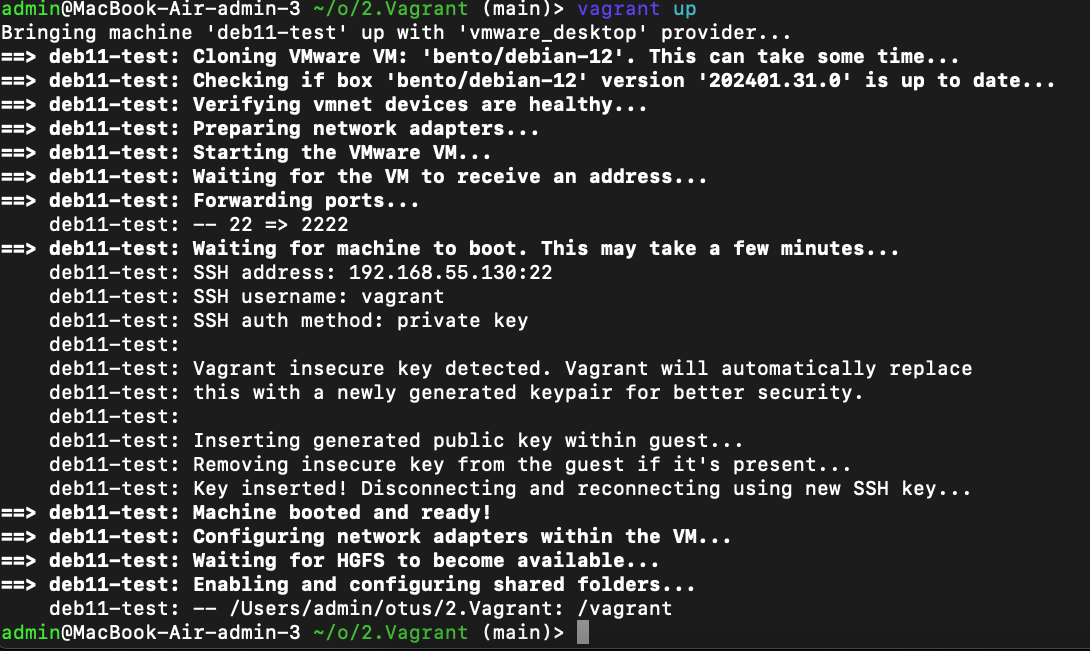 admin@MacBook-Air-admin-3 ~/o/2.Vagrant (main)> vagrant up
Bringing machine 'deb11-test' up with 'vmware_desktop' provider...
==> deb11-test: Cloning VMware VM: 'bento/debian-12'. This can take some time...
==> deb11-test: Checking if box 'bento/debian-12' version '202401.31.0' is up to date...
==> deb11-test: Verifying vmnet devices are healthy...
==> deb11-test: Preparing network adapters...
==> deb11-test: Starting the VMware VM...
==> deb11-test: Waiting for the VM to receive an address...
==> deb11-test: Forwarding ports...
    deb11-test: -- 22 => 2222
==> deb11-test: Waiting for machine to boot. This may take a few minutes...
    deb11-test: SSH address: 192.168.55.130:22
    deb11-test: SSH username: vagrant
    deb11-test: SSH auth method: private key
    deb11-test:
    deb11-test: Vagrant insecure key detected. Vagrant will automatically replace
    deb11-test: this with a newly generated keypair for better security.
    deb11-test:
    deb11-test: Inserting generated public key within guest...
    deb11-test: Removing insecure key from the guest if it's present...
    deb11-test: Key inserted! Disconnecting and reconnecting using new SSH key...
==> deb11-test: Machine booted and ready!
==> deb11-test: Configuring network adapters within the VM...
==> deb11-test: Waiting for HGFS to become available...
==> deb11-test: Enabling and configuring shared folders...
    deb11-test: -- /Users/admin/otus/2.Vagrant: /vagrant
admin@MacBook-Air-admin-3 ~/o/2.Vagrant (main)>